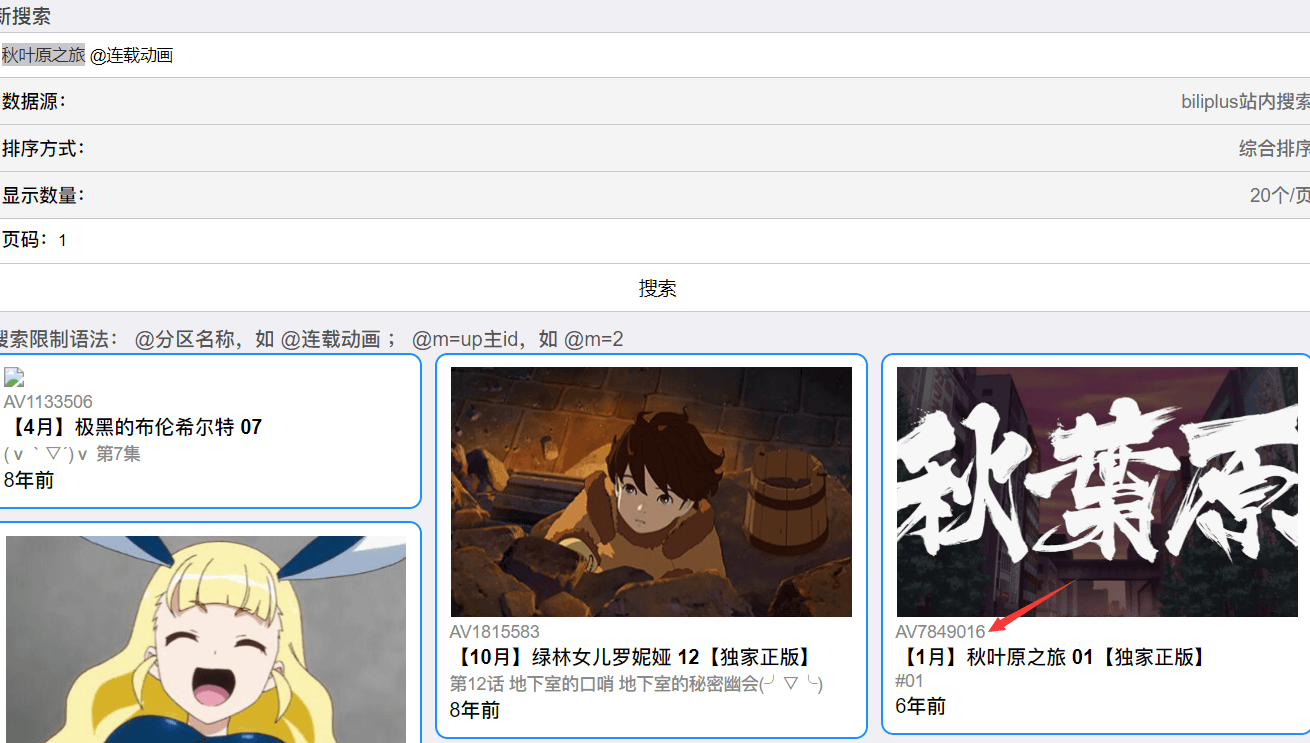 新搜索
秋叶原之旅 @连载动画
数据源：
biliplus站内搜索
排序方式：
综合排序
显示数量：
20个/页
页码：1
搜索
搜索限制语法： @分区名称，如 @连载动画 ； @m=up主id，如 @m=2
AV1133506
【4月】极黑的布伦希尔特 07
(ｖ｀▽´)ｖ 第7集
8年前
AV1815583
【10月】绿林女儿罗妮娅 12【独家正版】
第12话 地下室的口哨 地下室的秘密幽会(╯▽╰)
8年前
秋葉原
AV7849016
【1月】秋叶原之旅 01【独家正版】
#01
6年前